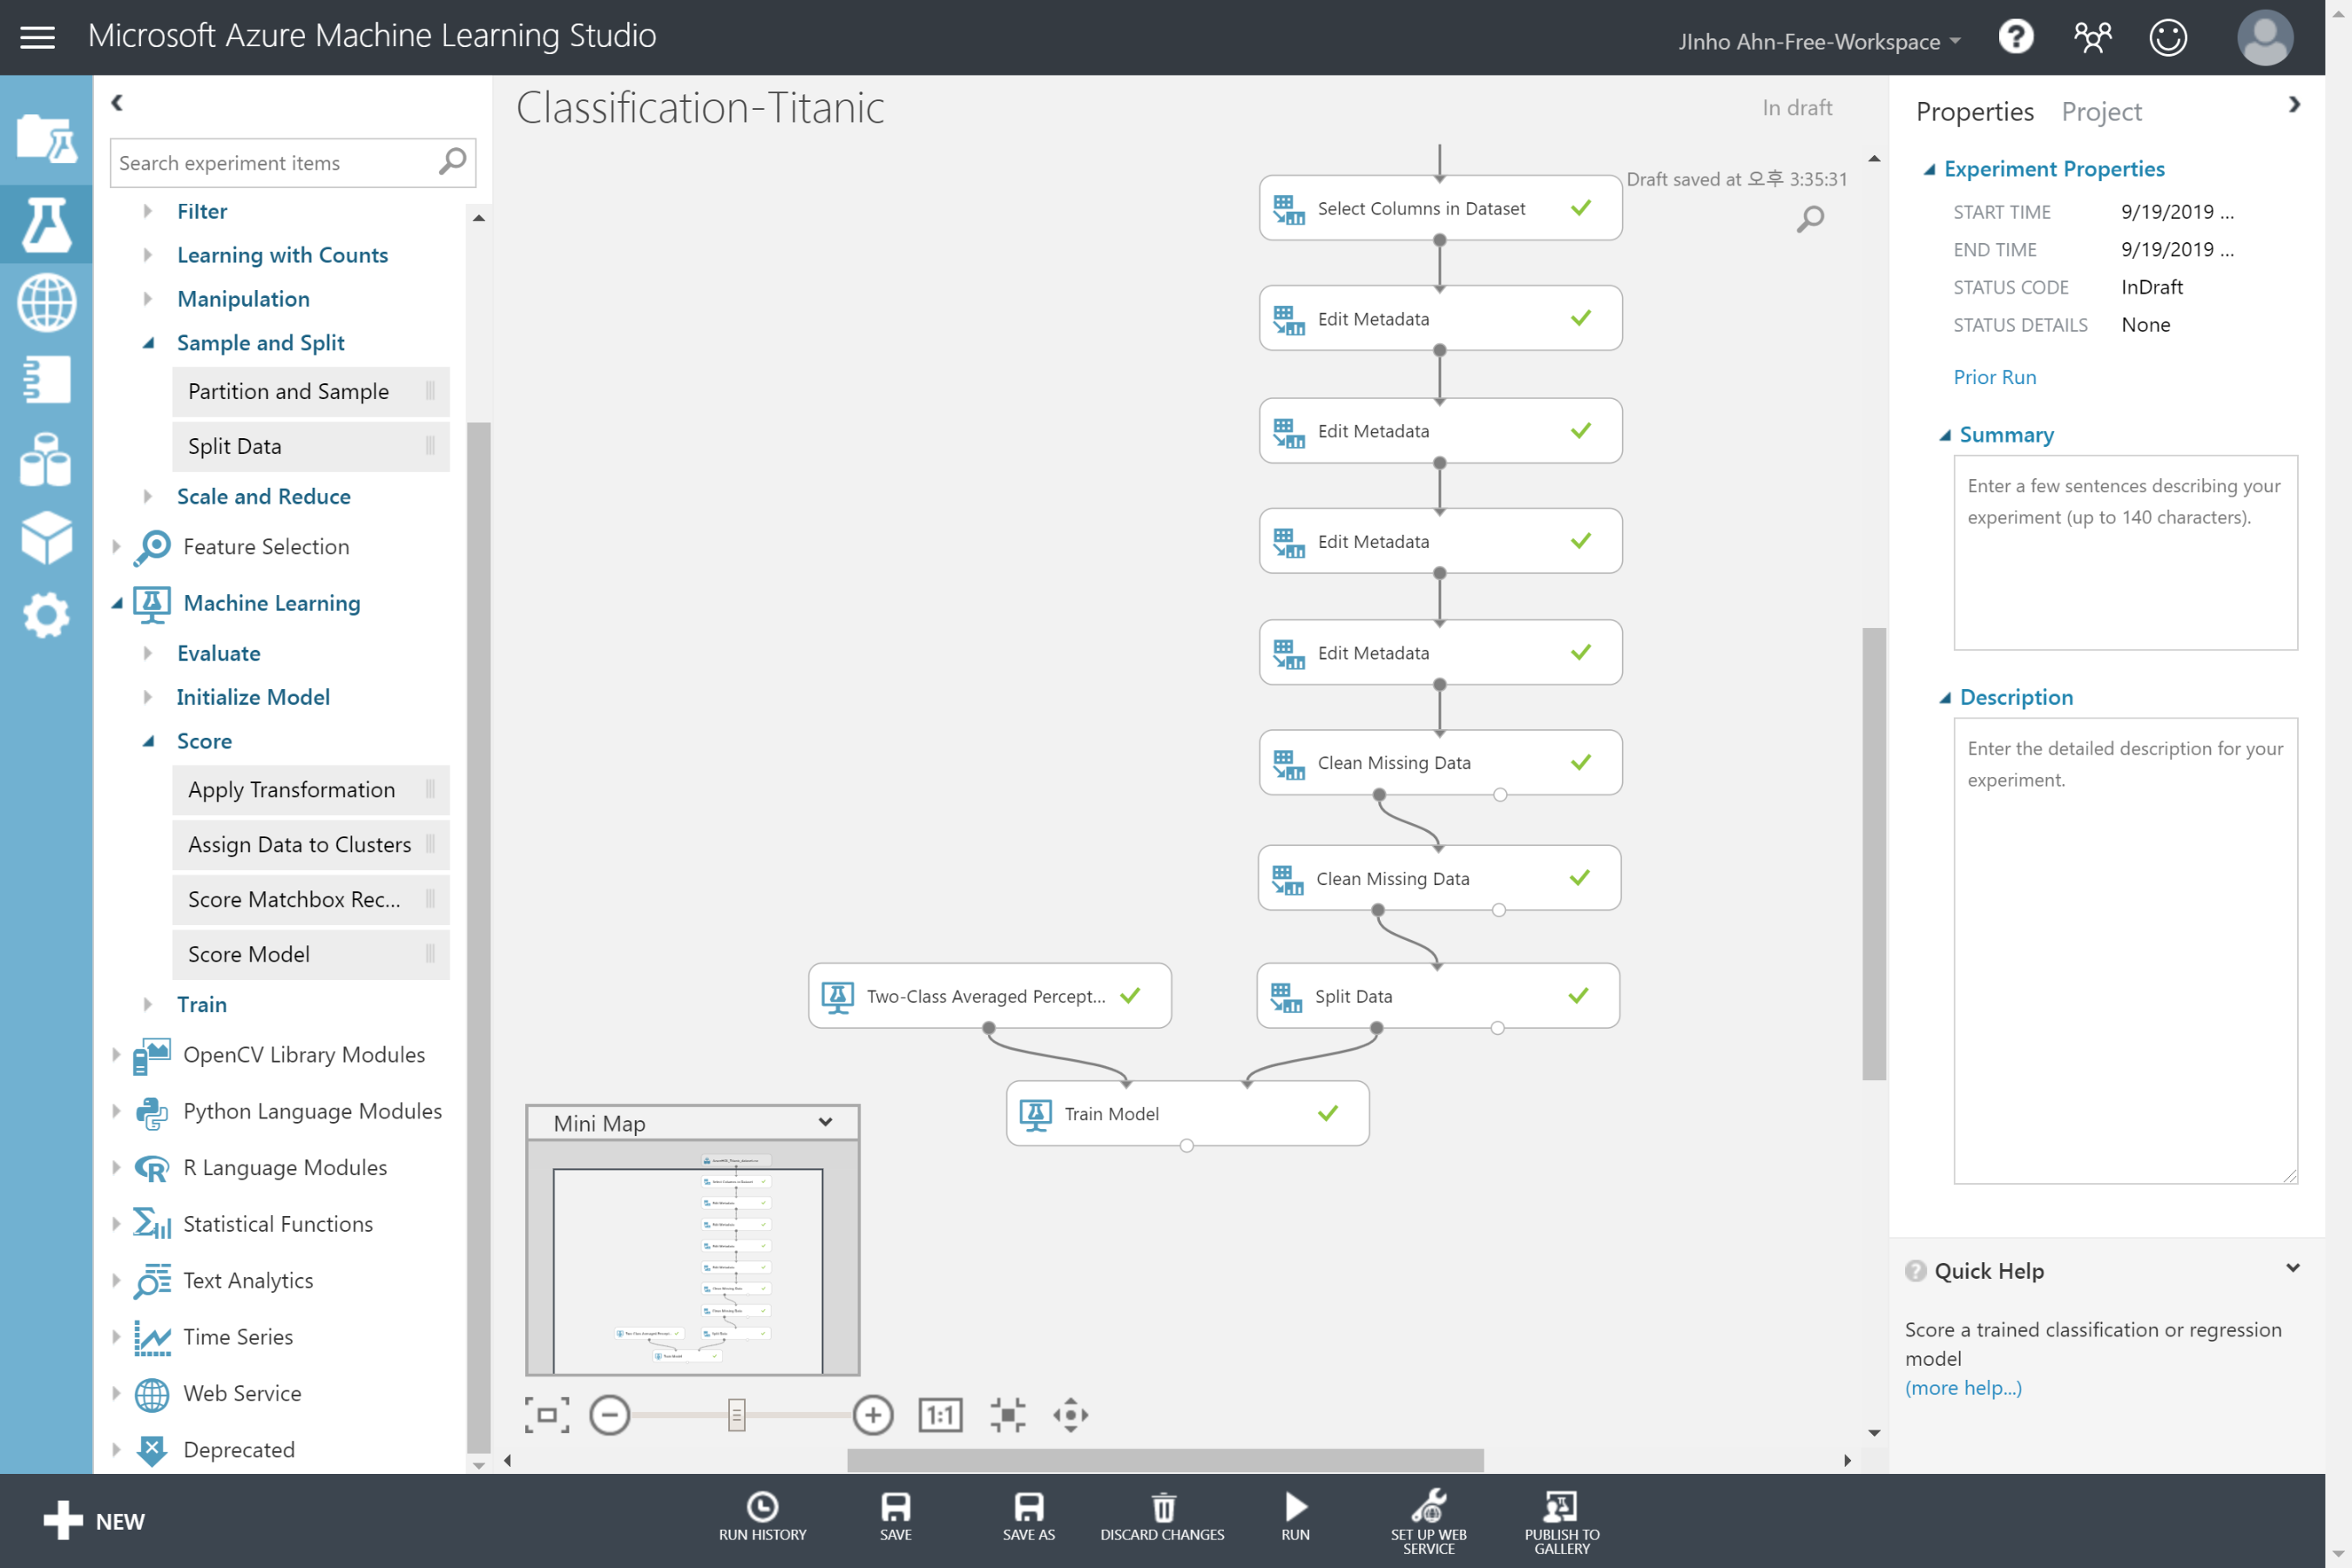 Microsoft Azure Machine Learning Studio
JInho Ahn-Free-Workspace
Search experiment items
Filter
Learning with Counts
Manipulation
Sample and Split
Partition and Sample
Split Data
Scale and Reduce
Feature Selection
Machine Learning
Evaluate
Initialize Model
Score
Apply Transformation
Assign Data to Clusters
Score Matchbox Rec...
Score Model
Train
OpenCV Library Modules
Python Language Modules
R Language Modules
Statistical Functions
Text Analytics
Time Series
Web Service
Deprecated
Classification-Titanic
In draft
Draft saved at 오후 3:35:31
Select Columns in Dataset
Edit Metadata
Edit Metadata
Edit Metadata
Edit Metadata
Clean Missing Data
Clean Missing Data
Two-Class Averaged Percept...
Split Data
Train Model
Mini Map
1:1
Properties Project
Experiment Properties
START TIME 9/19/2019 ...
END TIME 9/19/2019 ...
STATUS CODE InDraft
STATUS DETAILS None
Prior Run
Summary
Enter a few sentences describing your
experiment (up to 140 characters).
Description
Enter the detailed description for your
experiment.
Quick Help
Score a trained classification or regression
model
(more help...)
NEW
RUN HISTORY
SAVE
SAVE AS
DISCARD CHANGES
RUN
SET UP WEB
SERVICE
PUBLISH TO
GALLERY